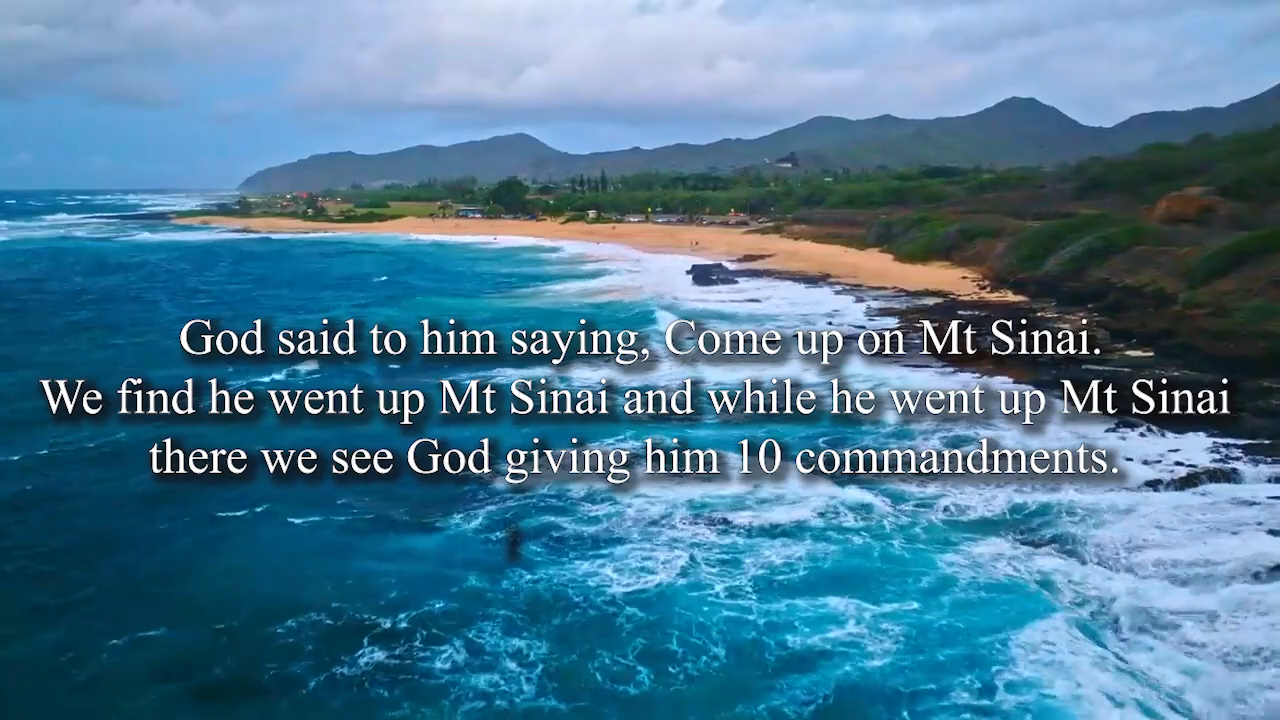 God said to him saying, Come up on Mt Sinai.
We find he went up Mt Sinai and while he went up Mt Sinai
there we see God giving him 10 commandments.